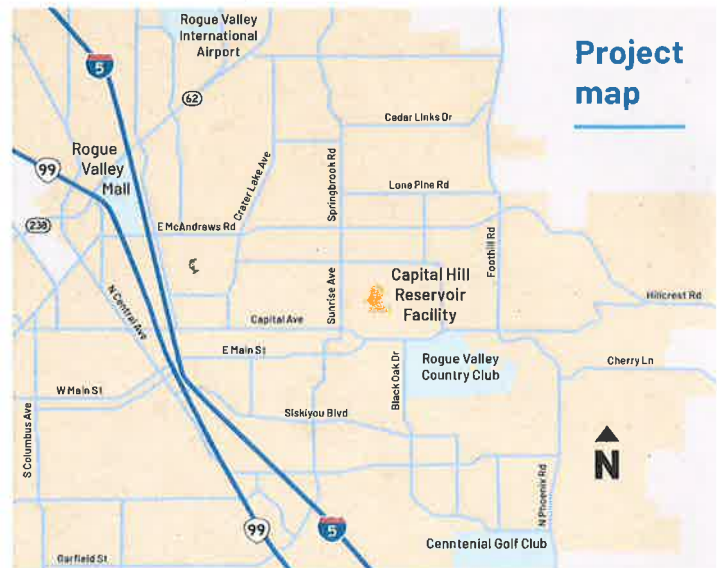 Rogue Valley
International
Airport
5
Project
map
62
Cedar Links Dr
Rogue
Valley
Mall
99
Crater Lake Ave
Springbrook Rd
Lone Pine Rd
238
E McAndrews Rd
Foothill Rd
N Central Ave
Sunrise Ave
Capital Hill
Reservoir
Facility
Hillcrest Rd
Capital Ave
E Main St
Black Oak Dr
Rogue Valley
Country Club
Cherry Ln
W Main St
S Columbus Ave
Siskiyou Blvd
N
N Phoenix Rd
99
5
Cenntenial Golf Club
Garfield St